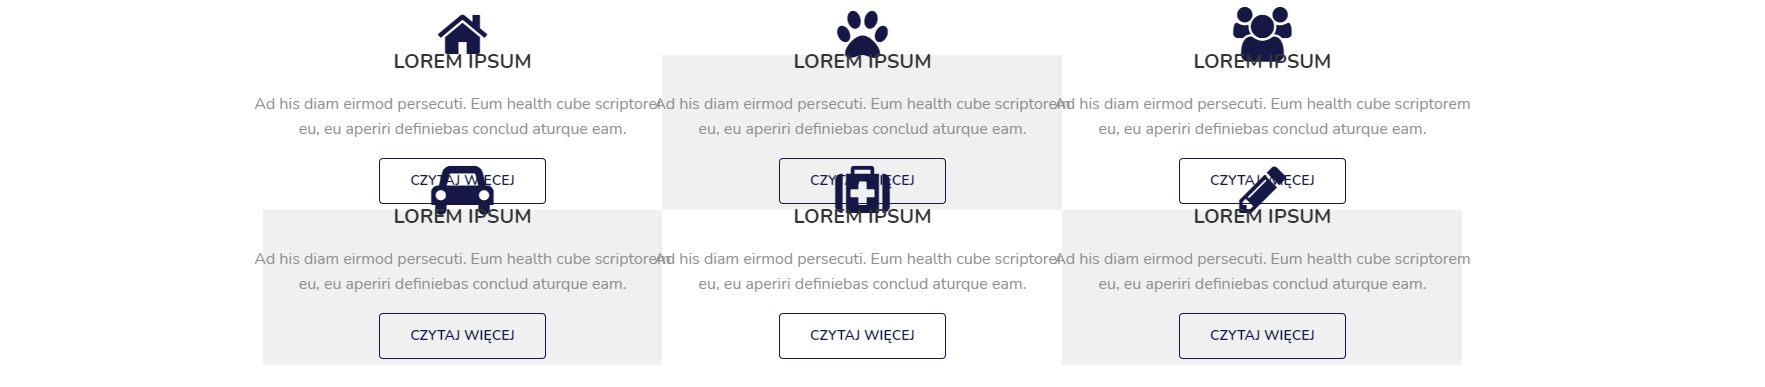 LOREM IPSUM
Ad his diam eirmod persecuti. Eum health cube scriptorem
eu, eu aperiri definiebas conclud aturque eam.
CZYTAJ WIĘCEJ
LOREM IPSUM
Ad his diam eirmod persecuti. Eum health cube scriptorem
eu, eu aperiri definiebas conclud aturque eam.
CZYTAJ WIĘCEJ
LOREM IPSUM
Ad his diam eirmod persecuti. Eum health cube scriptorem
eu, eu aperiri definiebas conclud aturque eam.
CZYTAJ WIĘCEJ
LOREM IPSUM
Ad his diam eirmod persecuti. Eum health cube scriptorem
eu, eu aperiri definiebas conclud aturque eam.
CZYTAJ WIĘCEJ
LOREM IPSUM
Ad his diam eirmod persecuti. Eum health cube scriptorem
eu, eu aperiri definiebas conclud aturque eam.
CZYTAJ WIĘCEJ
LOREM IPSUM
Ad his diam eirmod persecuti. Eum health cube scriptorem
eu, eu aperiri definiebas conclud aturque eam.
CZYTAJ WIĘCEJ